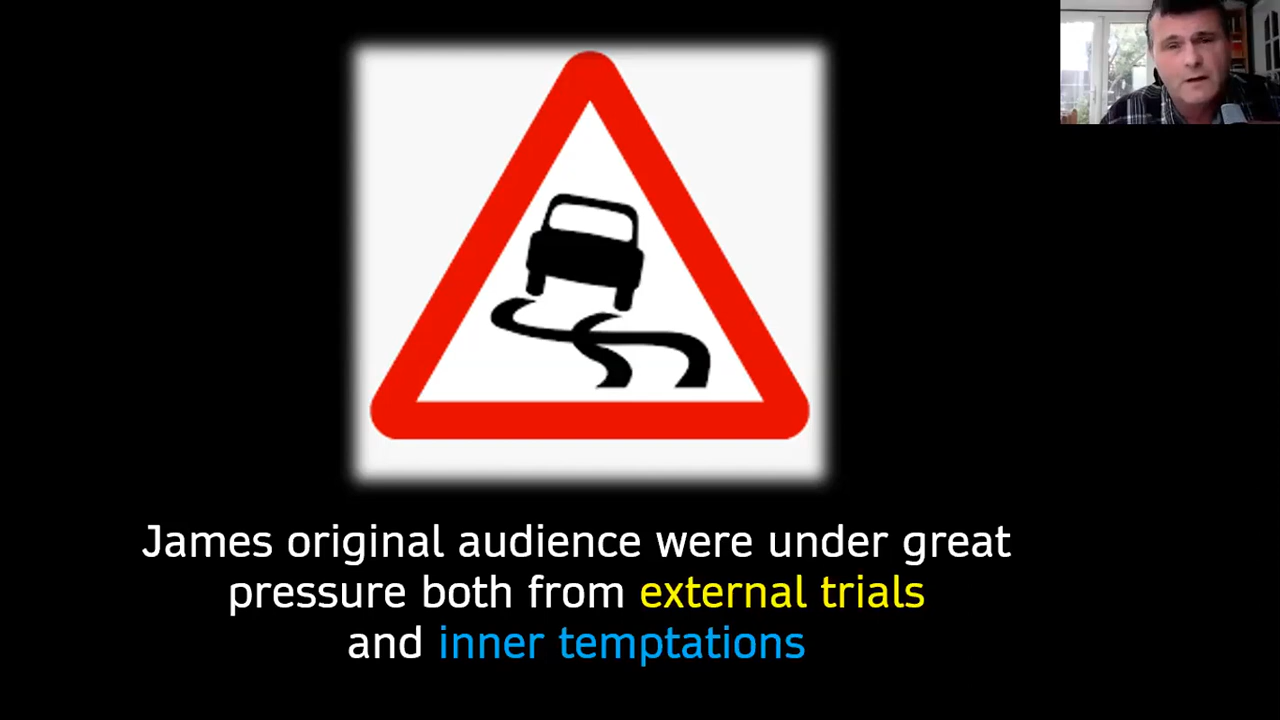 James original audience were under great
pressure both from external trials
and inner temptations